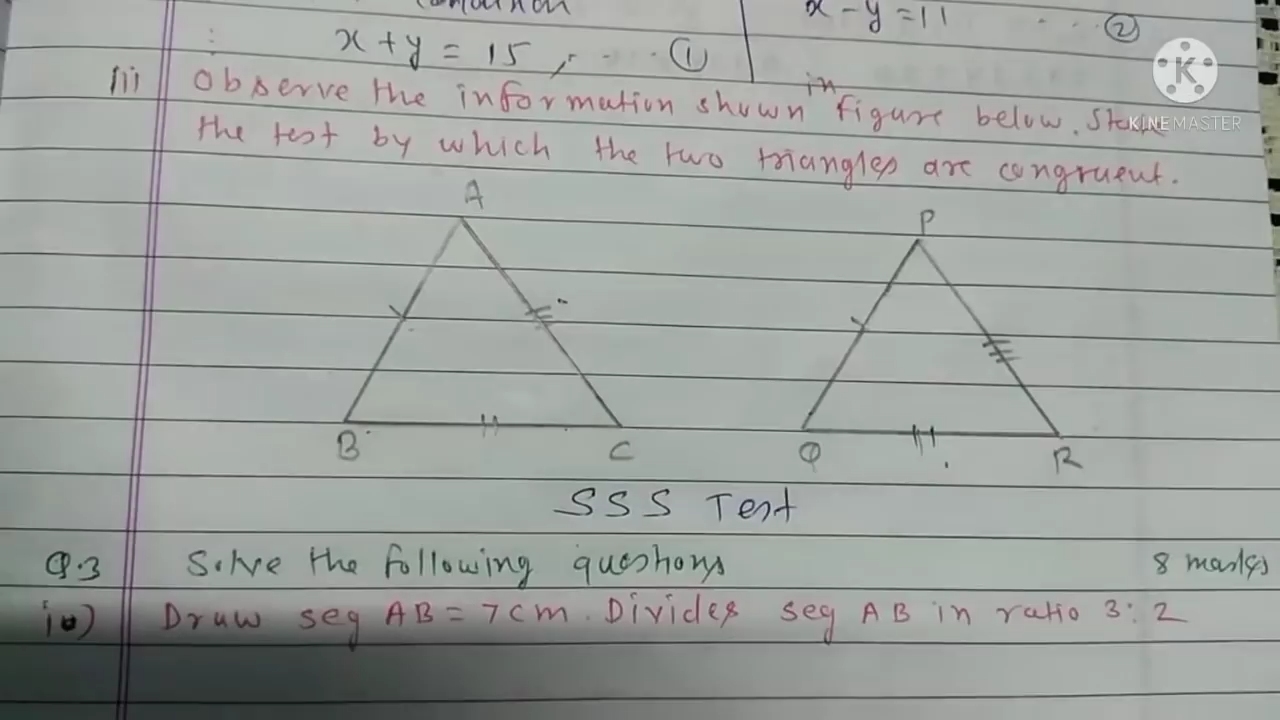 x - y = 11 ②
x + y = 15, ①
iii) Observe the information shown in figure below.
the test by which the two triangles are congruent.
K
KINEMASTER
A
P
B
C
Q
R
SSS Test
Q.3 Solve the following questions 8 marks
Draw seg AB = 7cm. Divides seg AB in ratio 3:2